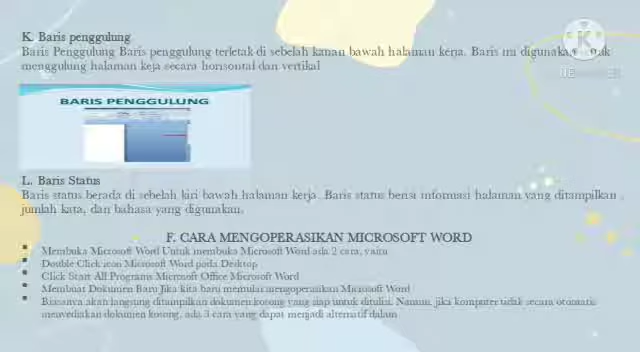 K. Baris penggulung
Baris Penggulung Baris penggulung terletak di sebelah kanan bawah halaman kerja. Baris ini digunakan untuk
menggulung halaman keja secara horisontal dan vertikal
BARIS PENGGULUNG
L. Baris Status
Baris status berada di sebelah kiri bawah halaman kerja. Baris status berisi informasi halaman yang ditampilkan
jumlah kata, dan bahasa yang digunakan.
F. CARA MENGOPERASIKAN MICROSOFT WORD
Membuka Microsoft Word Untuk membuka Microsoft Word ada 2 cara, yaitu
Double Click icon Microsoft Word pada Desktop
Click Start All Programs Microsoft Office Microsoft Word
Membuat Dokumen Baru Jika kita baru memulai mengoperasikan Microsoft Word
Biasanya akan langsung ditampilkan dokumen kosong yang siap untuk ditulisi. Namun, jika komputer tidak secara otomatis
menyediakan dokumen kosong, ada 3 cara yang dapat menjadi alternatif dalam